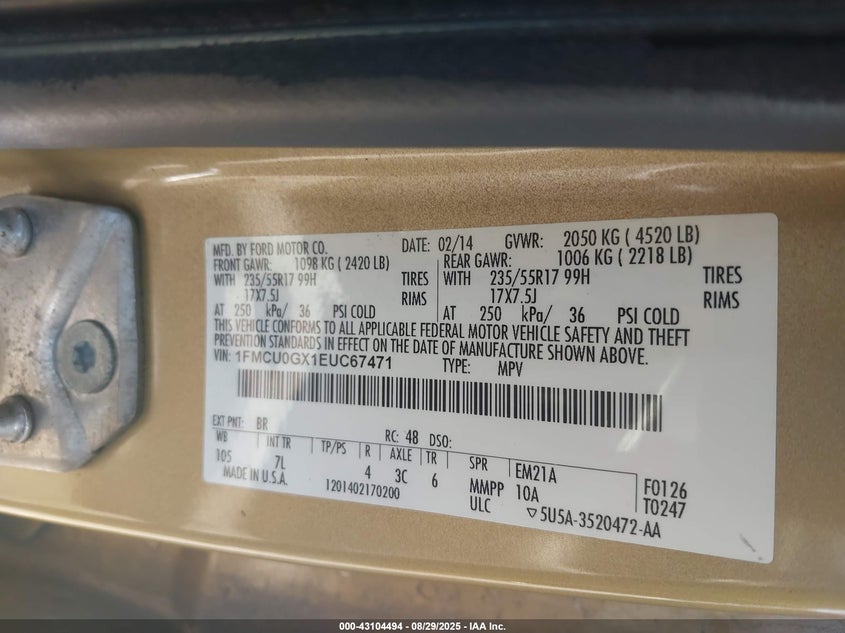 MFD. BY FORD MOTOR CO. DATE: 02/14 GVWR: 2050 KG ( 4520 LB)
FRONT GAWR: 1098 KG ( 2420 LB) REAR GAWR: 1006 KG ( 2218 LB)
WITH 235/55R17 99H TIRES WITH 235/55R17 99H TIRES
17X7.5J RIMS 17X7.5J RIMS
AT 250 kPa/ 36 PSI COLD AT 250 kPa/ 36 PSI COLD
THIS VEHICLE CONFORMS TO ALL APPLICABLE FEDERAL MOTOR VEHICLE SAFETY AND THEFT
PREVENTION STANDARDS IN EFFECT ON THE DATE OF MANUFACTURE SHOWN ABOVE.
VIN: 1FMCU0GX1EUC67471 TYPE: MPV
EXT PNT: BR RC: 48 DSO:
WB INT TR TP/PS R AXLE TR SPR EM21A
105 7L 4 3C 6 MMPP 10A F0126
MADE IN U.S.A. 1201402170200 ULC T0247
▽5U5A-3520472-AA
000-43104494 - 08/29/2025 - IAA Inc.